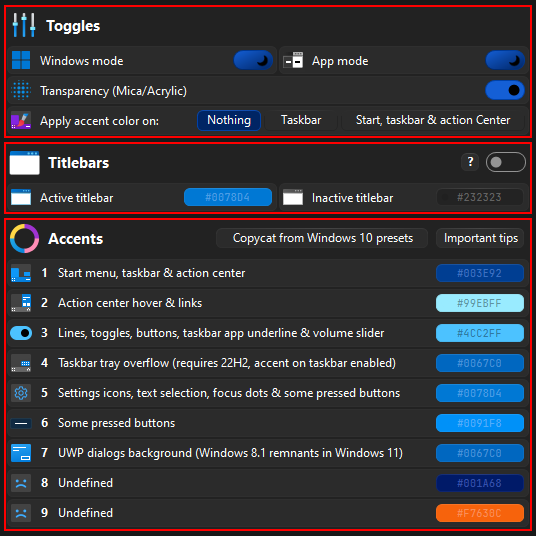 Toggles
Windows mode App mode
Transparency (Mica/Acrylic)
Apply accent color on: Nothing Taskbar Start, taskbar & action Center
Titlebars ?
Active titlebar #0078D4 Inactive titlebar #232323
Accents Copycat from Windows 10 presets Important tips
1 Start menu, taskbar & action center #003E92
2 Action center hover & links #99EBFF
3 Lines, toggles, buttons, taskbar app underline & volume slider #4CC2FF
4 Taskbar tray overflow (requires 22H2, accent on taskbar enabled) #0067C0
5 Settings icons, text selection, focus dots & some pressed buttons #0078D4
6 Some pressed buttons #0091F8
7 UWP dialogs background (Windows 8.1 remnants in Windows 11) #0067C0
8 Undefined #001A68
9 Undefined #F7630C